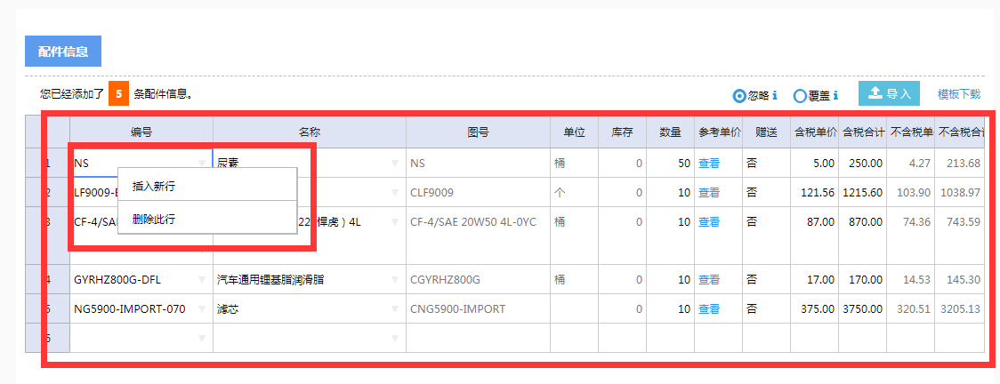 配件信息
您已经添加了 5 条配件信息。
忽略 i 覆盖 i 导入 模板下载
编号 名称 图号 单位 库存 数量 参考单价 赠送 含税单价 含税合计 不含税单 不含税合
1 NS 尿素 NS 桶 0 50 查看 否 5.00 250.00 4.27 213.68
插入新行
2 LF9009- CLF9009 个 0 10 查看 否 121.56 1215.60 103.90 1038.97
删除此行
3 CF-4/SA 22 悍虎）4L CF-4/SAE 20W50 4L-0YC 桶 0 10 查看 否 87.00 870.00 74.36 743.59
4 GYRHZ800G-DFL 汽车通用锂基脂润滑脂 CGYRHZ800G 桶 0 10 查看 否 17.00 170.00 14.53 145.30
5 NG5900-IMPORT-070 滤芯 CNG5900-IMPORT 0 10 查看 否 375.00 3750.00 320.51 3205.13
6